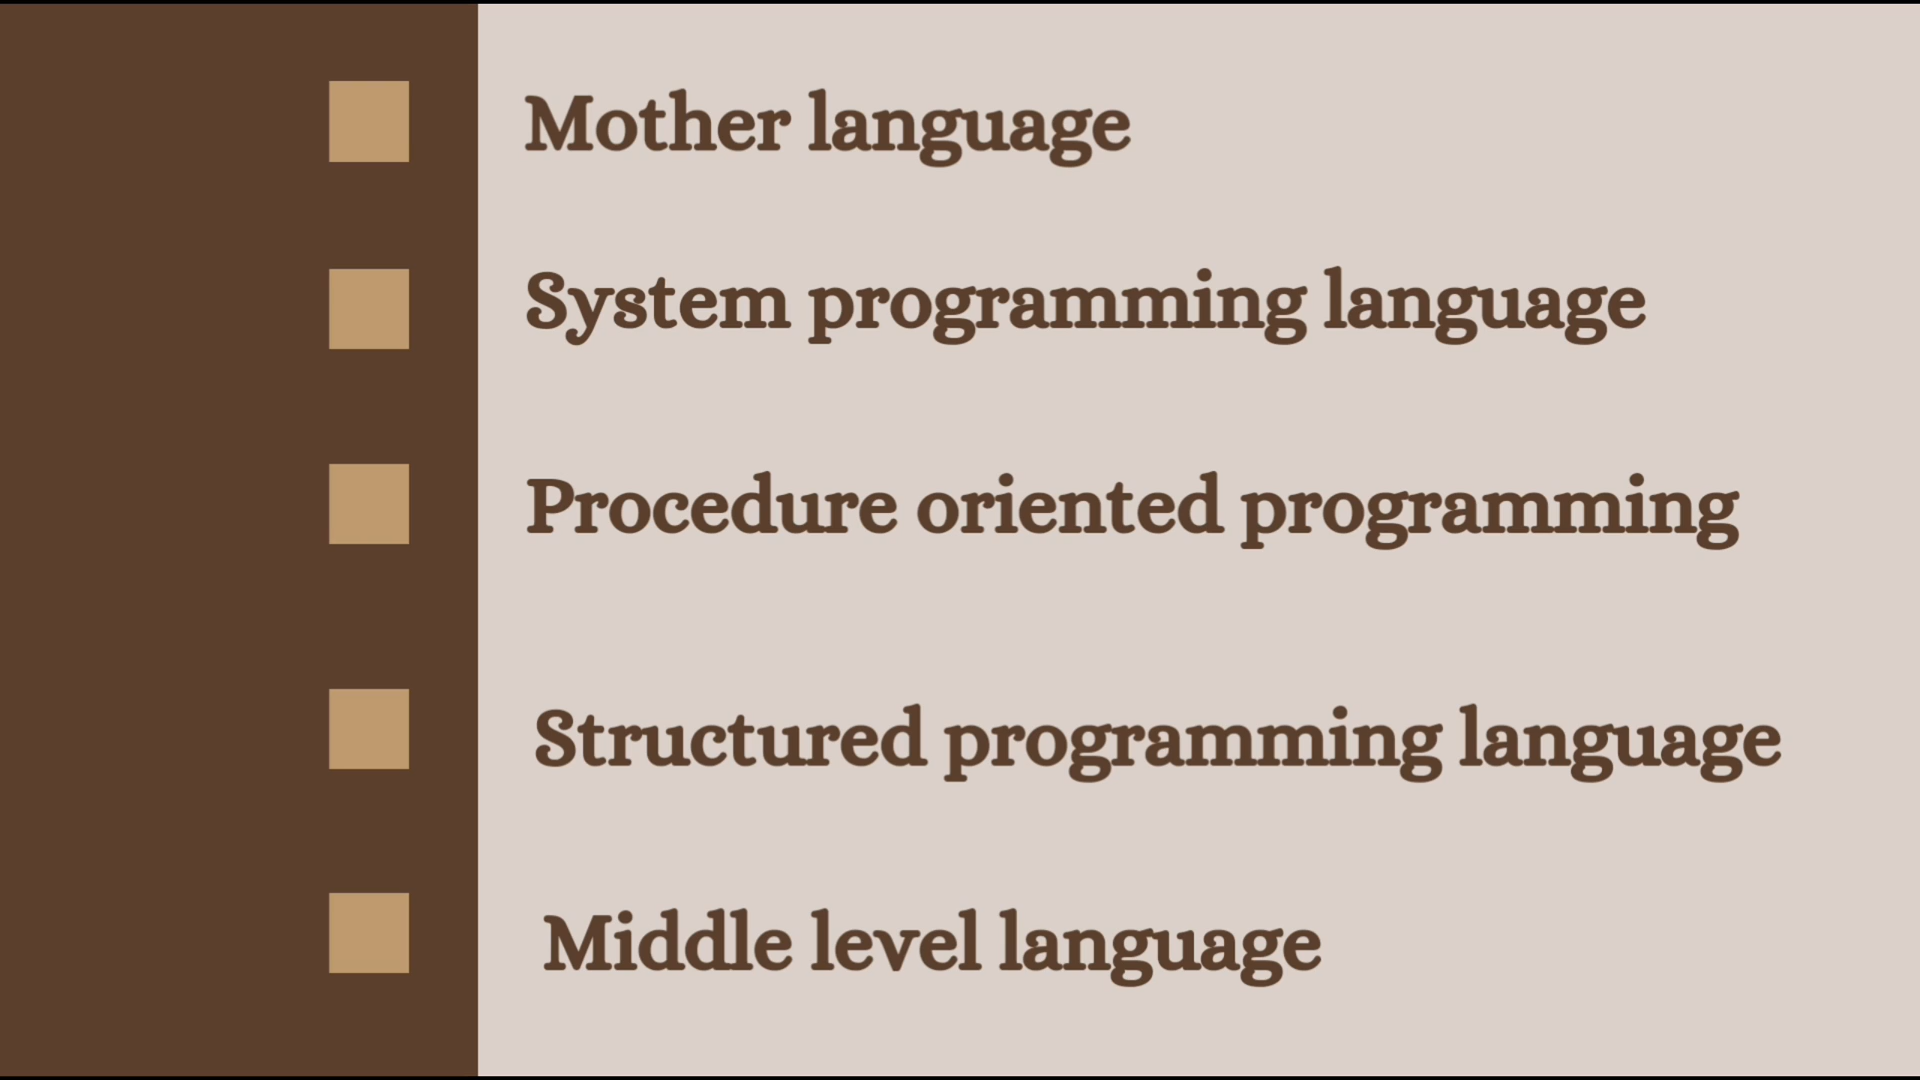 Mother language
System programming language
Procedure oriented programming
Structured programming language
Middle level language